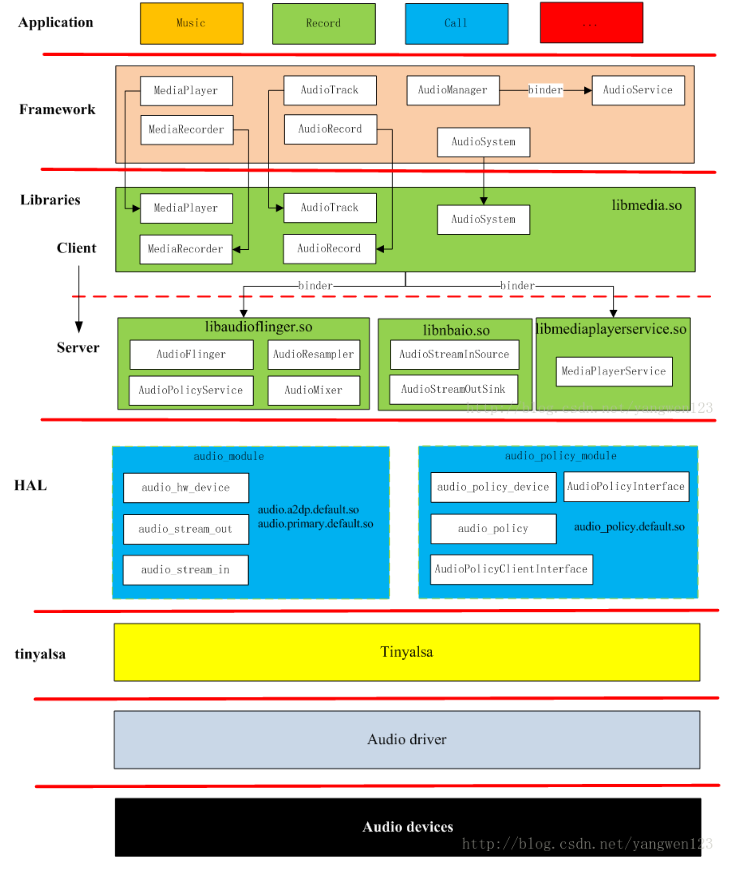 Application
Music
Record
Call
...
Framework
MediaPlayer
AudioTrack
AudioManager
binder
AudioService
MediaRecorder
AudioRecord
AudioSystem
Libraries
MediaPlayer
AudioTrack
AudioSystem
libmedia.so
Client
MediaRecorder
AudioRecord
binder
binder
Server
libaudioflinger.so
AudioFlinger
AudioResampler
AudioPolicyService
AudioMixer
libnbaio.so
AudioStreamInSource
AudioStreamOutSink
libmediaplayerservice.so
MediaPlayerService
http://blog.csdn.net/yangwen123
HAL
audio_module
audio_hw_device
audio_stream_out
audio_stream_in
audio.a2dp.default.so
audio.primary.default.so
audio_policy_module
audio_policy_device
AudioPolicyInterface
audio_policy
audio_policy.default.so
AudioPolicyClientInterface
tinyalsa
Tinyalsa
Audio driver
Audio devices
http://blog.csdn.net/yangwen123